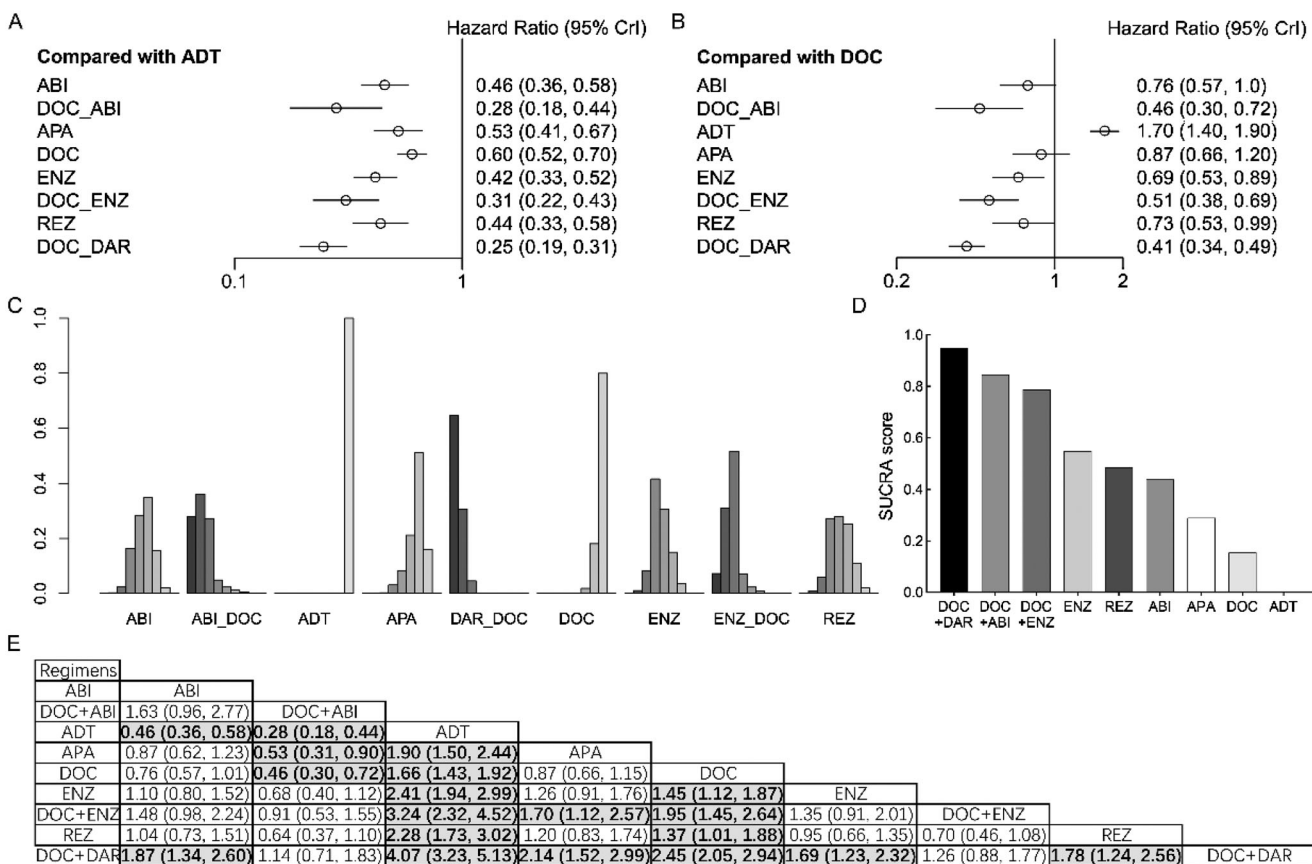 A
Hazard Ratio (95% CrI)
Compared with ADT
ABI 0.46 (0.36, 0.58)
DOC_ABI 0.28 (0.18, 0.44)
APA 0.53 (0.41, 0.67)
DOC 0.60 (0.52, 0.70)
ENZ 0.42 (0.33, 0.52)
DOC_ENZ 0.31 (0.22, 0.43)
REZ 0.44 (0.33, 0.58)
DOC_DAR 0.25 (0.19, 0.31)
0.1 1
B
Hazard Ratio (95% CrI)
Compared with DOC
ABI 0.76 (0.57, 1.0)
DOC_ABI 0.46 (0.30, 0.72)
ADT 1.70 (1.40, 1.90)
APA 0.87 (0.66, 1.20)
ENZ 0.69 (0.53, 0.89)
DOC_ENZ 0.51 (0.38, 0.69)
REZ 0.73 (0.53, 0.99)
DOC_DAR 0.41 (0.34, 0.49)
0.2 1 2
C
1.0
0.8
0.6
0.4
0.2
0.0
ABI ABI_DOC ADT APA DAR_DOC DOC ENZ ENZ_DOC REZ
D
SUCRA score
1.0
0.8
0.6
0.4
0.2
0.0
DOC DOC DOC ENZ REZ ABI APA DOC ADT
+DAR +ABI +ENZ
E
Regimens
ABI ABI
DOC+ABI 1.63 (0.96, 2.77) DOC+ABI
ADT 0.46 (0.36, 0.58) 0.28 (0.18, 0.44) ADT
APA 0.87 (0.62, 1.23) 0.53 (0.31, 0.90) 1.90 (1.50, 2.44) APA
DOC 0.76 (0.57, 1.01) 0.46 (0.30, 0.72) 1.66 (1.43, 1.92) 0.87 (0.66, 1.15) DOC
ENZ 1.10 (0.80, 1.52) 0.68 (0.40, 1.12) 2.41 (1.94, 2.99) 1.26 (0.91, 1.76) 1.45 (1.12, 1.87) ENZ
DOC+ENZ 1.48 (0.98, 2.24) 0.91 (0.53, 1.55) 3.24 (2.32, 4.52) 1.70 (1.12, 2.57) 1.95 (1.45, 2.64) 1.35 (0.91, 2.01) DOC+ENZ
REZ 1.04 (0.73, 1.51) 0.64 (0.37, 1.10) 2.28 (1.73, 3.02) 1.20 (0.83, 1.74) 1.37 (1.01, 1.88) 0.95 (0.66, 1.35) 0.70 (0.46, 1.08) REZ
DOC+DAR 1.87 (1.34, 2.60) 1.14 (0.71, 1.83) 4.07 (3.23, 5.13) 2.14 (1.52, 2.99) 2.45 (2.05, 2.94) 1.69 (1.23, 2.32) 1.26 (0.88, 1.77) 1.78 (1.24, 2.56) DOC+DAR